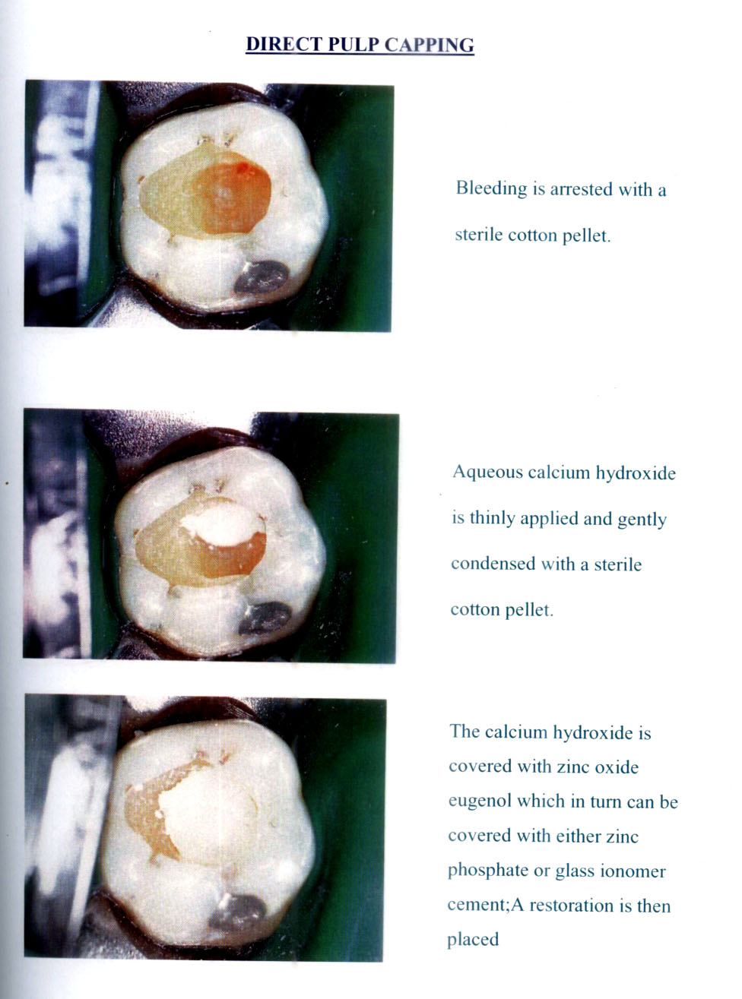 DIRECT PULP CAPPING
Bleeding is arrested with a
sterile cotton pellet.
Aqueous calcium hydroxide
is thinly applied and gently
condensed with a sterile
cotton pellet.
The calcium hydroxide is
covered with zinc oxide
eugenol which in turn can be
covered with either zinc
phosphate or glass ionomer
cement;A restoration is then
placed